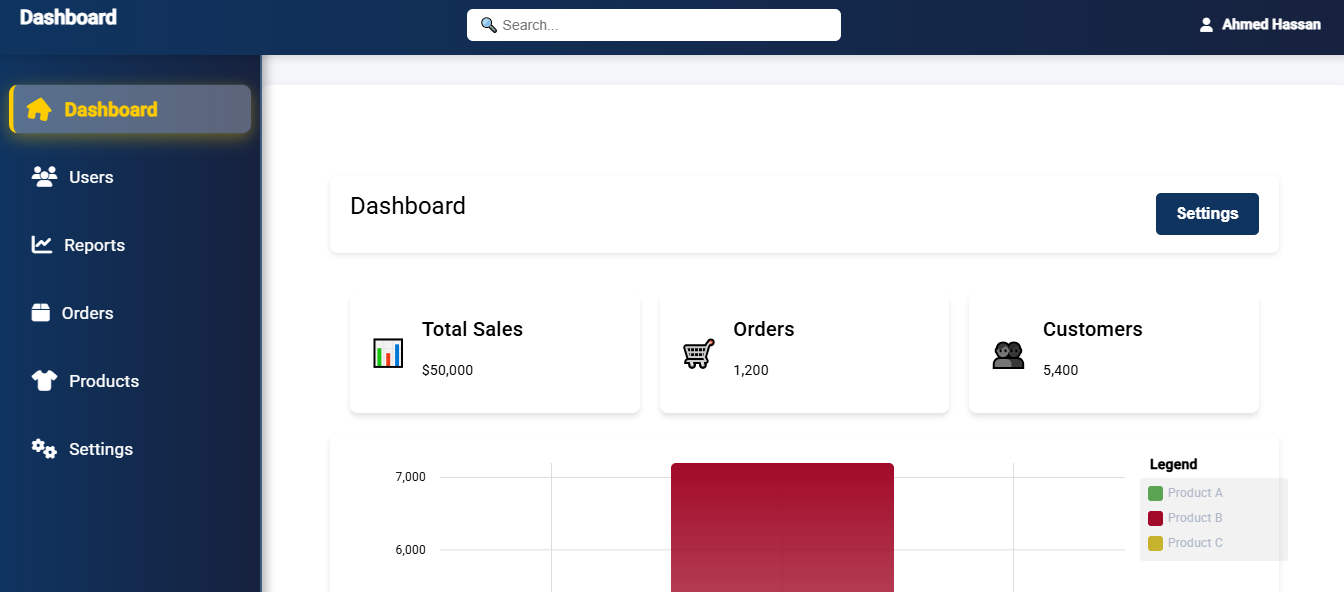 Dashboard
Search...
Ahmed Hassan
Dashboard
Users
Reports
Orders
Products
Settings
Dashboard
Settings
Total Sales
$50,000
Orders
1,200
Customers
5,400
7,000
6,000
Legend
Product A
Product B
Product C